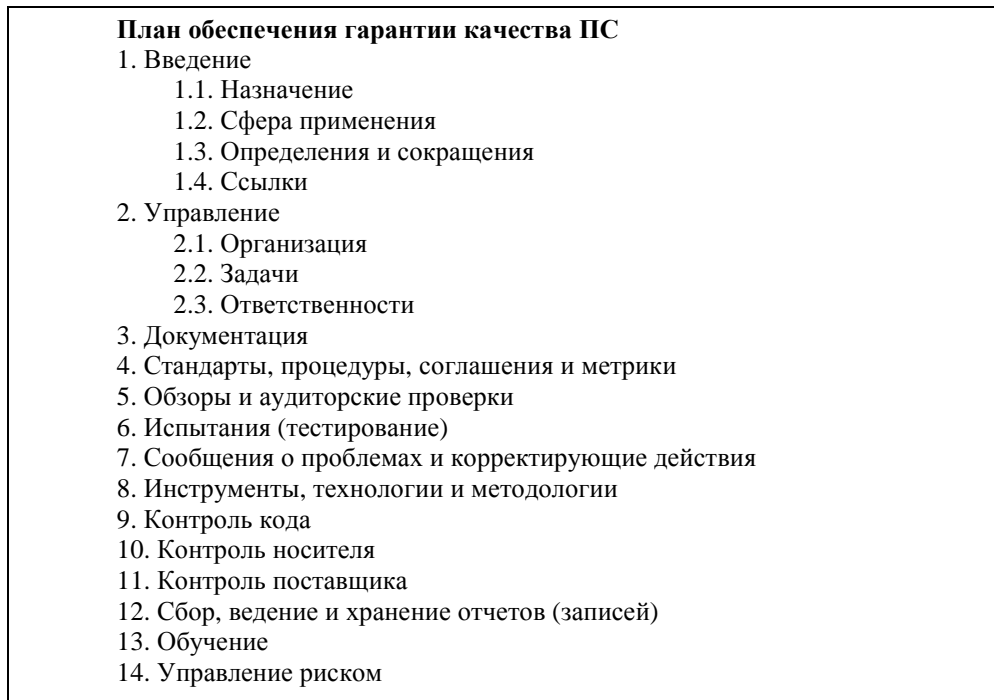 План обеспечения гарантии качества ПС
1. Введение
1.1. Назначение
1.2. Сфера применения
1.3. Определения и сокращения
1.4. Ссылки
2. Управление
2.1. Организация
2.2. Задачи
2.3. Ответственности
3. Документация
4. Стандарты, процедуры, соглашения и метрики
5. Обзоры и аудиторские проверки
6. Испытания (тестирование)
7. Сообщения о проблемах и корректирующие действия
8. Инструменты, технологии и методологии
9. Контроль кода
10. Контроль носителя
11. Контроль поставщика
12. Сбор, ведение и хранение отчетов (записей)
13. Обучение
14. Управление риском